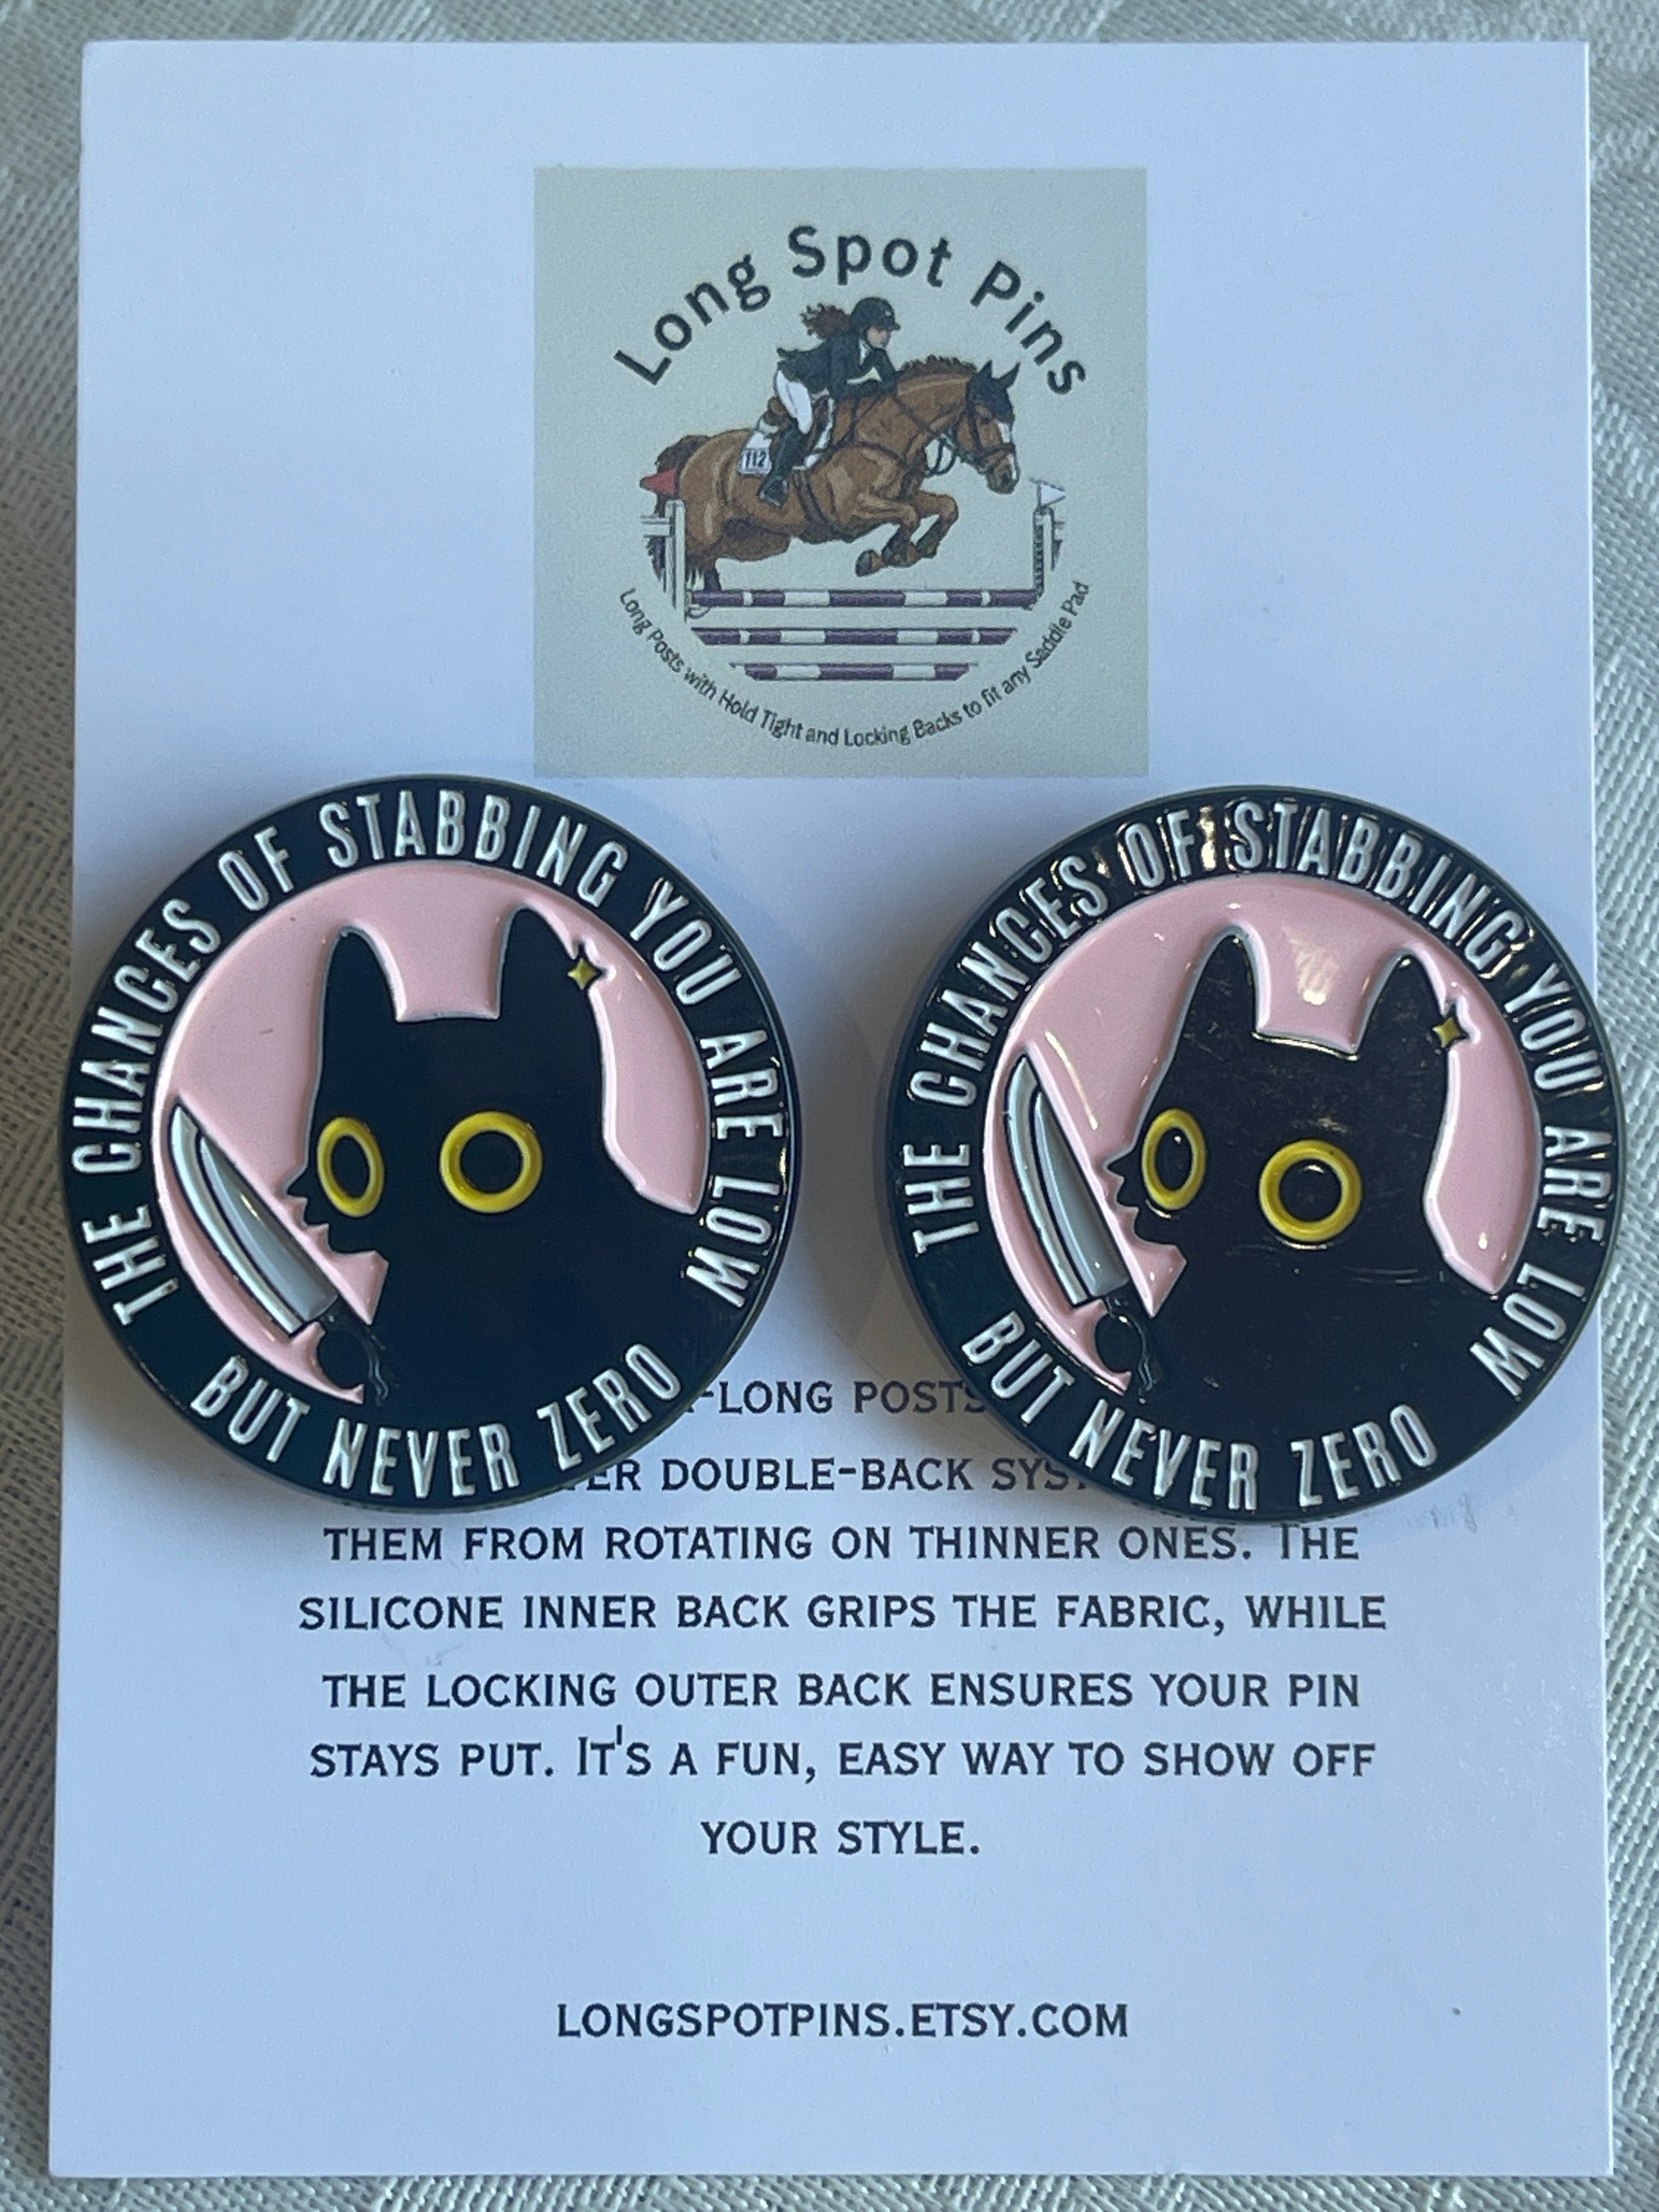 Long Spot Pins
112
Long Posts with Hold Tight and Locking Backs to fit any Saddle Pad
THE CHANCES OF STABBING YOU ARE LOW
BUT NEVER ZERO
THE CHANCES OF STABBING YOU ARE LOW
BUT NEVER ZERO
-LONG POSTS
DOUBLE-BACK
THEM FROM ROTATING ON THINNER ONES. THE
SILICONE INNER BACK GRIPS THE FABRIC, WHILE
THE LOCKING OUTER BACK ENSURES YOUR PIN
STAYS PUT. IT'S A FUN, EASY WAY TO SHOW OFF
YOUR STYLE.
LONGSPOTPINS.ETSY.COM